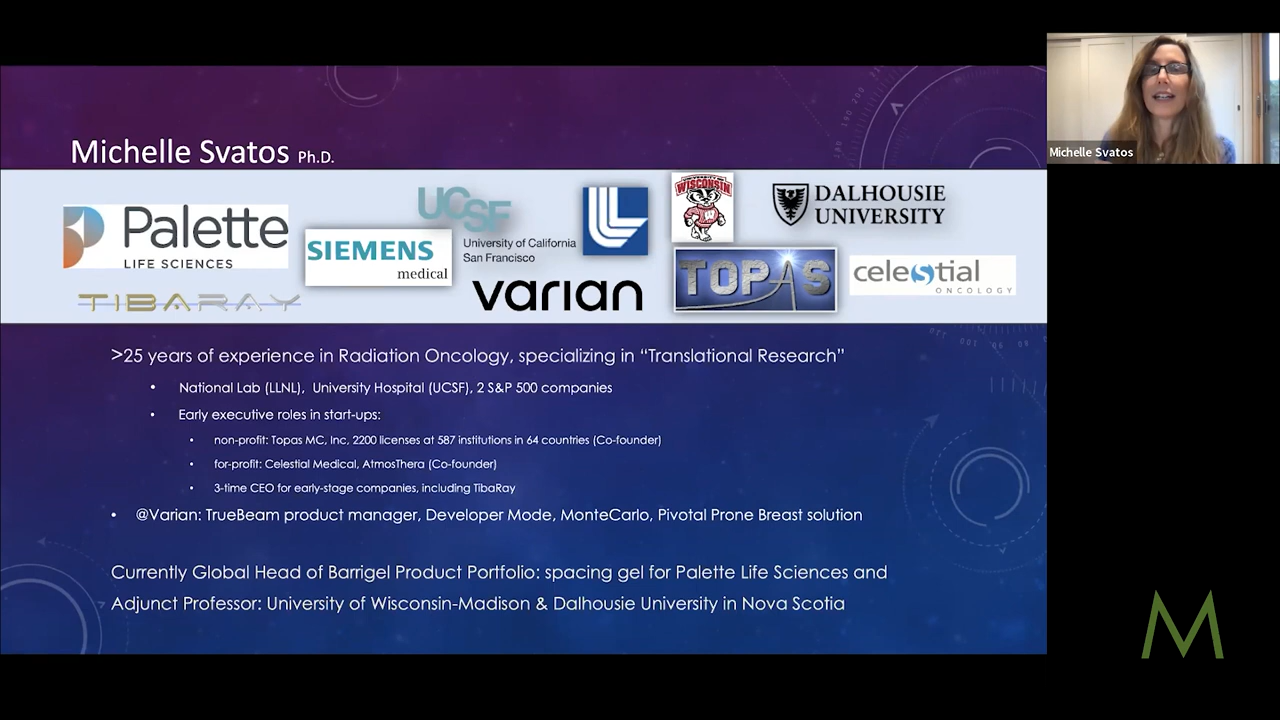 Michelle Svatos Ph.D.
Palette
LIFE SCIENCES
SIEMENS
medical
UCSF
University of California
San Francisco
WISCONSIN
W
DALHOUSIE
UNIVERSITY
TIBARAY
varian
TOPAS
celestial
ONCOLOGY
>25 years of experience in Radiation Oncology, specializing in “Translational Research”
• National Lab (LLNL), University Hospital (UCSF), 2 S&P 500 companies
• Early executive roles in start-ups:
• non-profit: Topas MC, Inc, 2200 licenses at 587 institutions in 64 countries (Co-founder)
• for-profit: Celestial Medical, AtmosThera (Co-founder)
• 3-time CEO for early-stage companies, including TibaRay
• @Varian: TrueBeam product manager, Developer Mode, MonteCarlo, Pivotal Prone Breast solution
Currently Global Head of Barrigel Product Portfolio: spacing gel for Palette Life Sciences and
Adjunct Professor: University of Wisconsin-Madison & Dalhousie University in Nova Scotia
Michelle Svatos
M